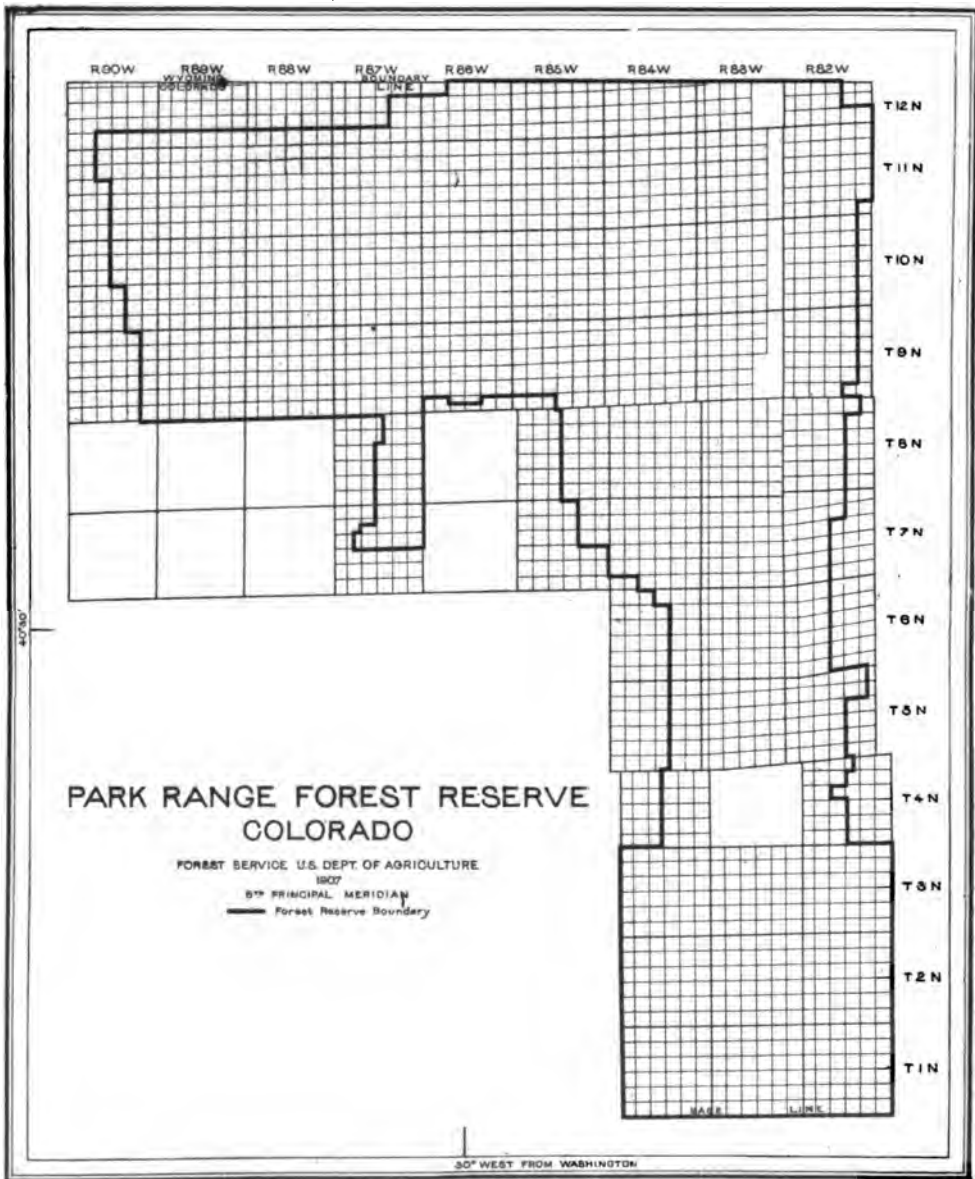 R90W R89W R88W R87W R86W R85W R84W R83W R82W
WYOMING BOUNDARY
COLORADO LINE
T12N
T11N
T10N
T9N
T8N
T7N
T6N
T5N
T4N
T3N
T2N
T1N
40°30'
PARK RANGE FOREST RESERVE
COLORADO
FOREST SERVICE U.S. DEPT. OF AGRICULTURE
1907
6TH PRINCIPAL MERIDIAN
Forest Reserve Boundary
BASE LINE
30° WEST FROM WASHINGTON